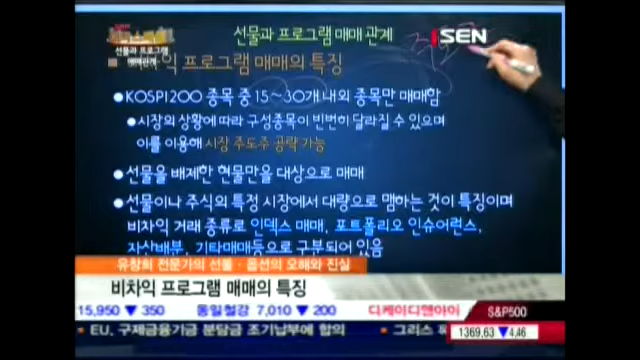 선물과 프로그램 매매 관계
SEN
선물과 프로그램
매매관계
익 프로그램 매매의 특징
•KOSPI200 종목 중 15~30개 내외 종목만 매매함
•시장의 상황에 따라 구성종목이 빈번히 달라질 수 있으며
이를 이용해 시장 주도주 공략 가능
•선물을 배제한 현물만을 대상으로 매매
•선물이나 주식의 특정 시장에서 대량으로 맴하는 것이 특징이며
비차익 거래 종류로 인덱스 매매, 포트폴리오 인슈어런스,
자산배분, 기타매매등으로 구분되어 있음
유창희 전문가의 선물·옵션의 오해와 진실
비차익 프로그램 매매의 특징
15,950 ▼ 350 동일철강 7,010 ▼ 200 디케이디앤아이
S&P500
EU, 구제금융기금 분담금 조기납부에 합의 그리스
1369,63 ▼4,46